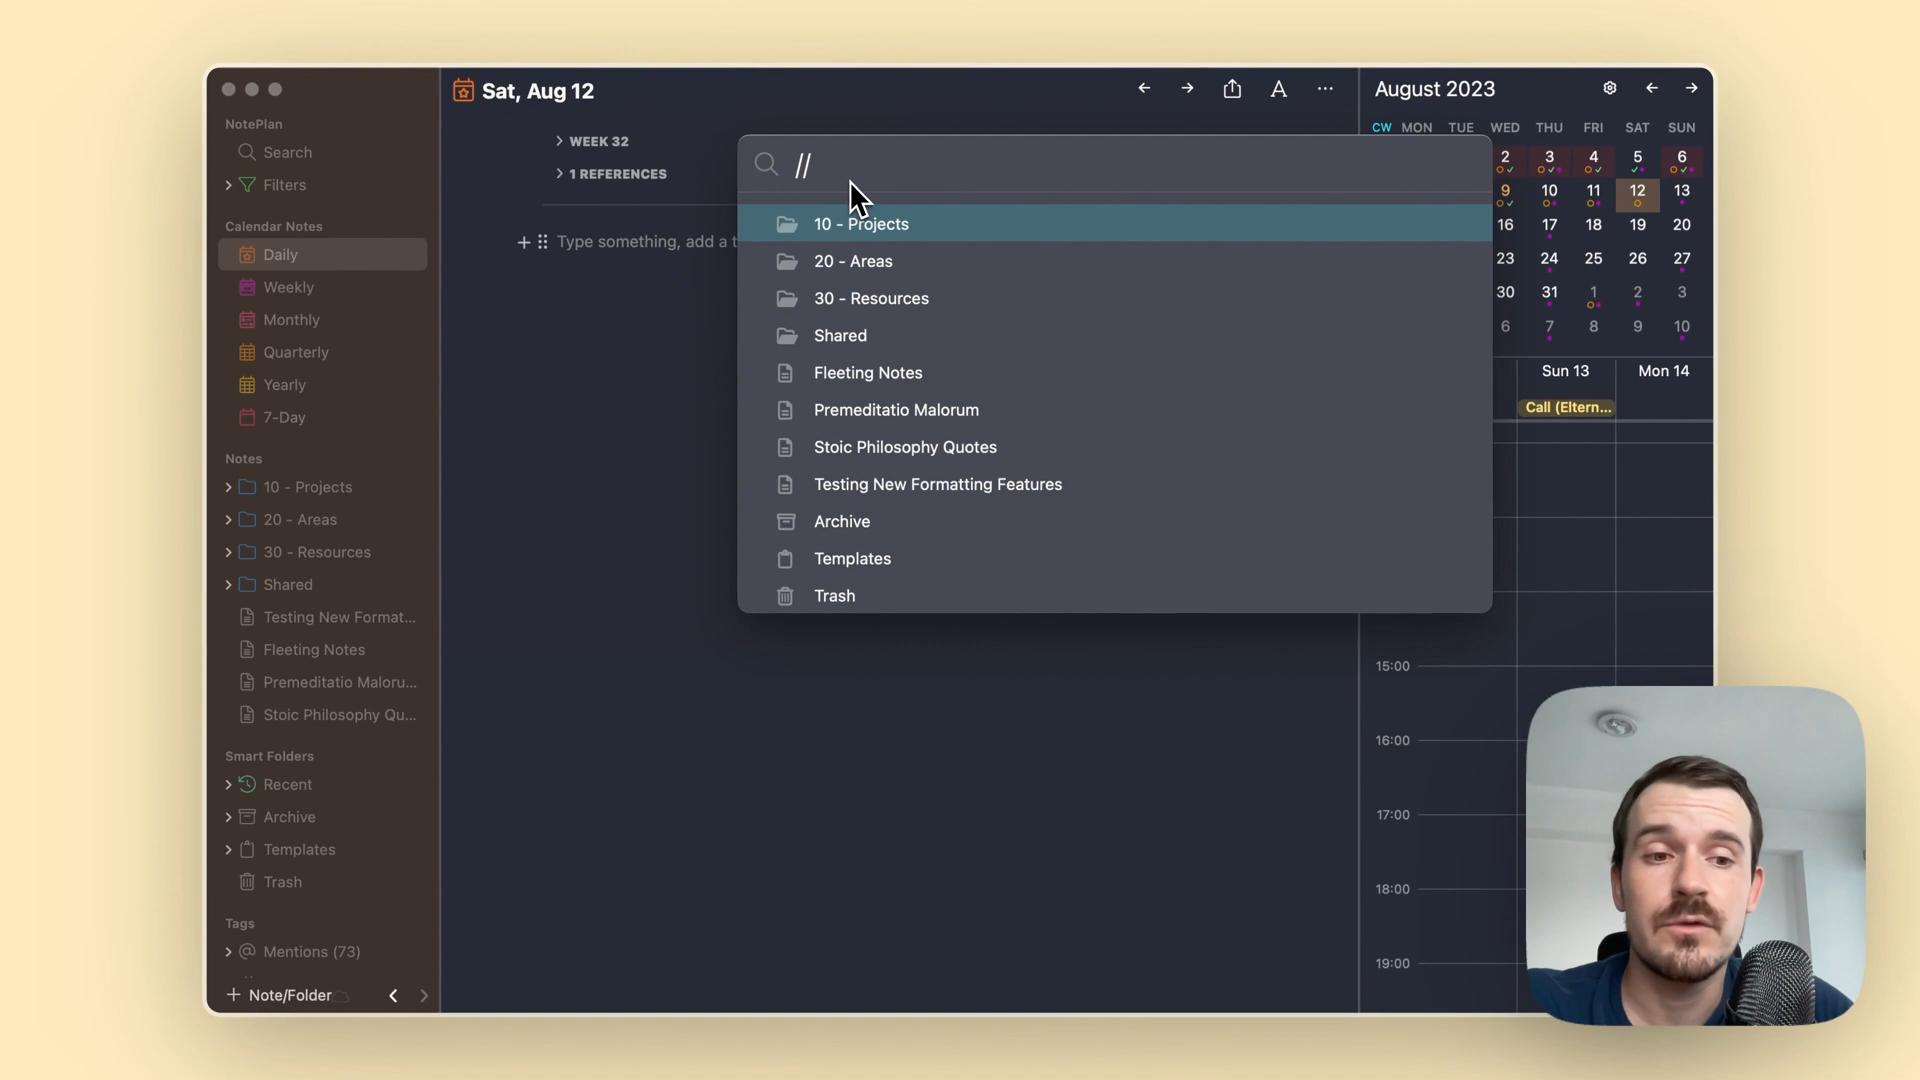 NotePlan
Search
Filters
Calendar Notes
Daily
Weekly
Monthly
Quarterly
Yearly
7-Day
Notes
10 - Projects
20 - Areas
30 - Resources
Shared
Testing New Format...
Fleeting Notes
Premeditatio Maloru...
Stoic Philosophy Qu...
Smart Folders
Recent
Archive
Templates
Trash
Tags
@ Mentions (73)
+ Note/Folder
Sat, Aug 12
WEEK 32
1 REFERENCES
Type something, add a t
//
10 - Projects
20 - Areas
30 - Resources
Shared
Fleeting Notes
Premeditatio Malorum
Stoic Philosophy Quotes
Testing New Formatting Features
Archive
Templates
Trash
August 2023
CW MON TUE WED THU FRI SAT SUN
2 3 4 5 6
9 10 11 12 13
16 17 18 19 20
23 24 25 26 27
30 31 1 2 3
6 7 8 9 10
Sun 13 Mon 14
Call (Eltern...
15:00
16:00
17:00
18:00
19:00